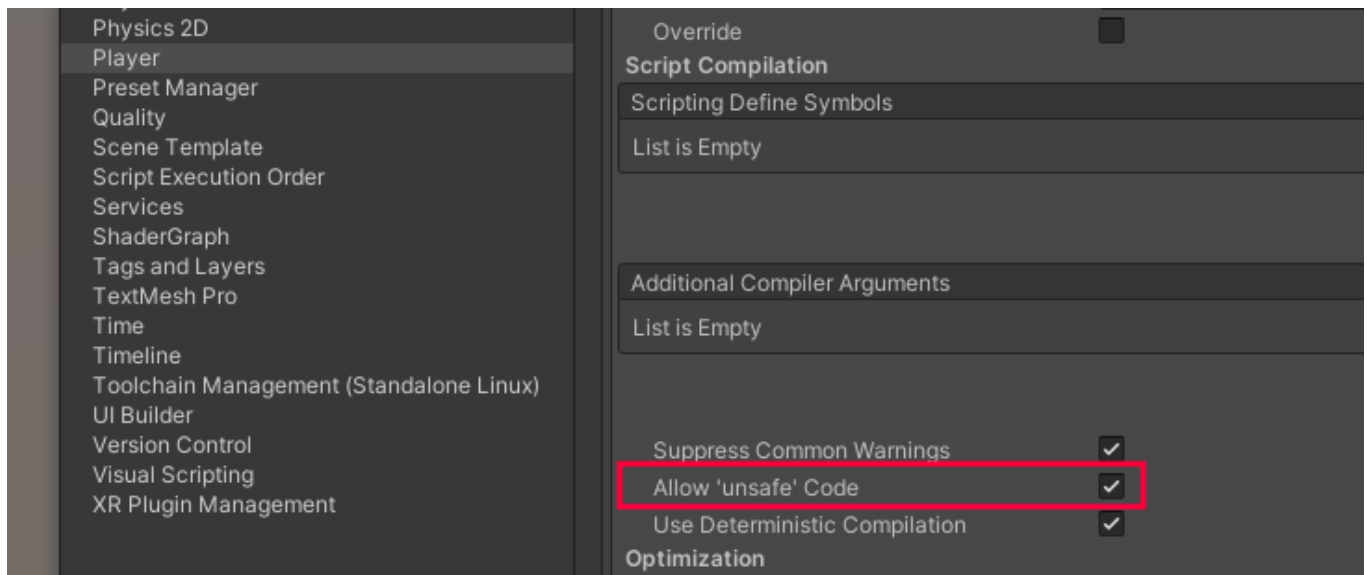 Physics 2D
Player
Preset Manager
Quality
Scene Template
Script Execution Order
Services
ShaderGraph
Tags and Layers
TextMesh Pro
Time
Timeline
Toolchain Management (Standalone Linux)
UI Builder
Version Control
Visual Scripting
XR Plugin Management
Override
Script Compilation
Scripting Define Symbols
List is Empty
Additional Compiler Arguments
List is Empty
Suppress Common Warnings
Allow 'unsafe' Code
Use Deterministic Compilation
Optimization